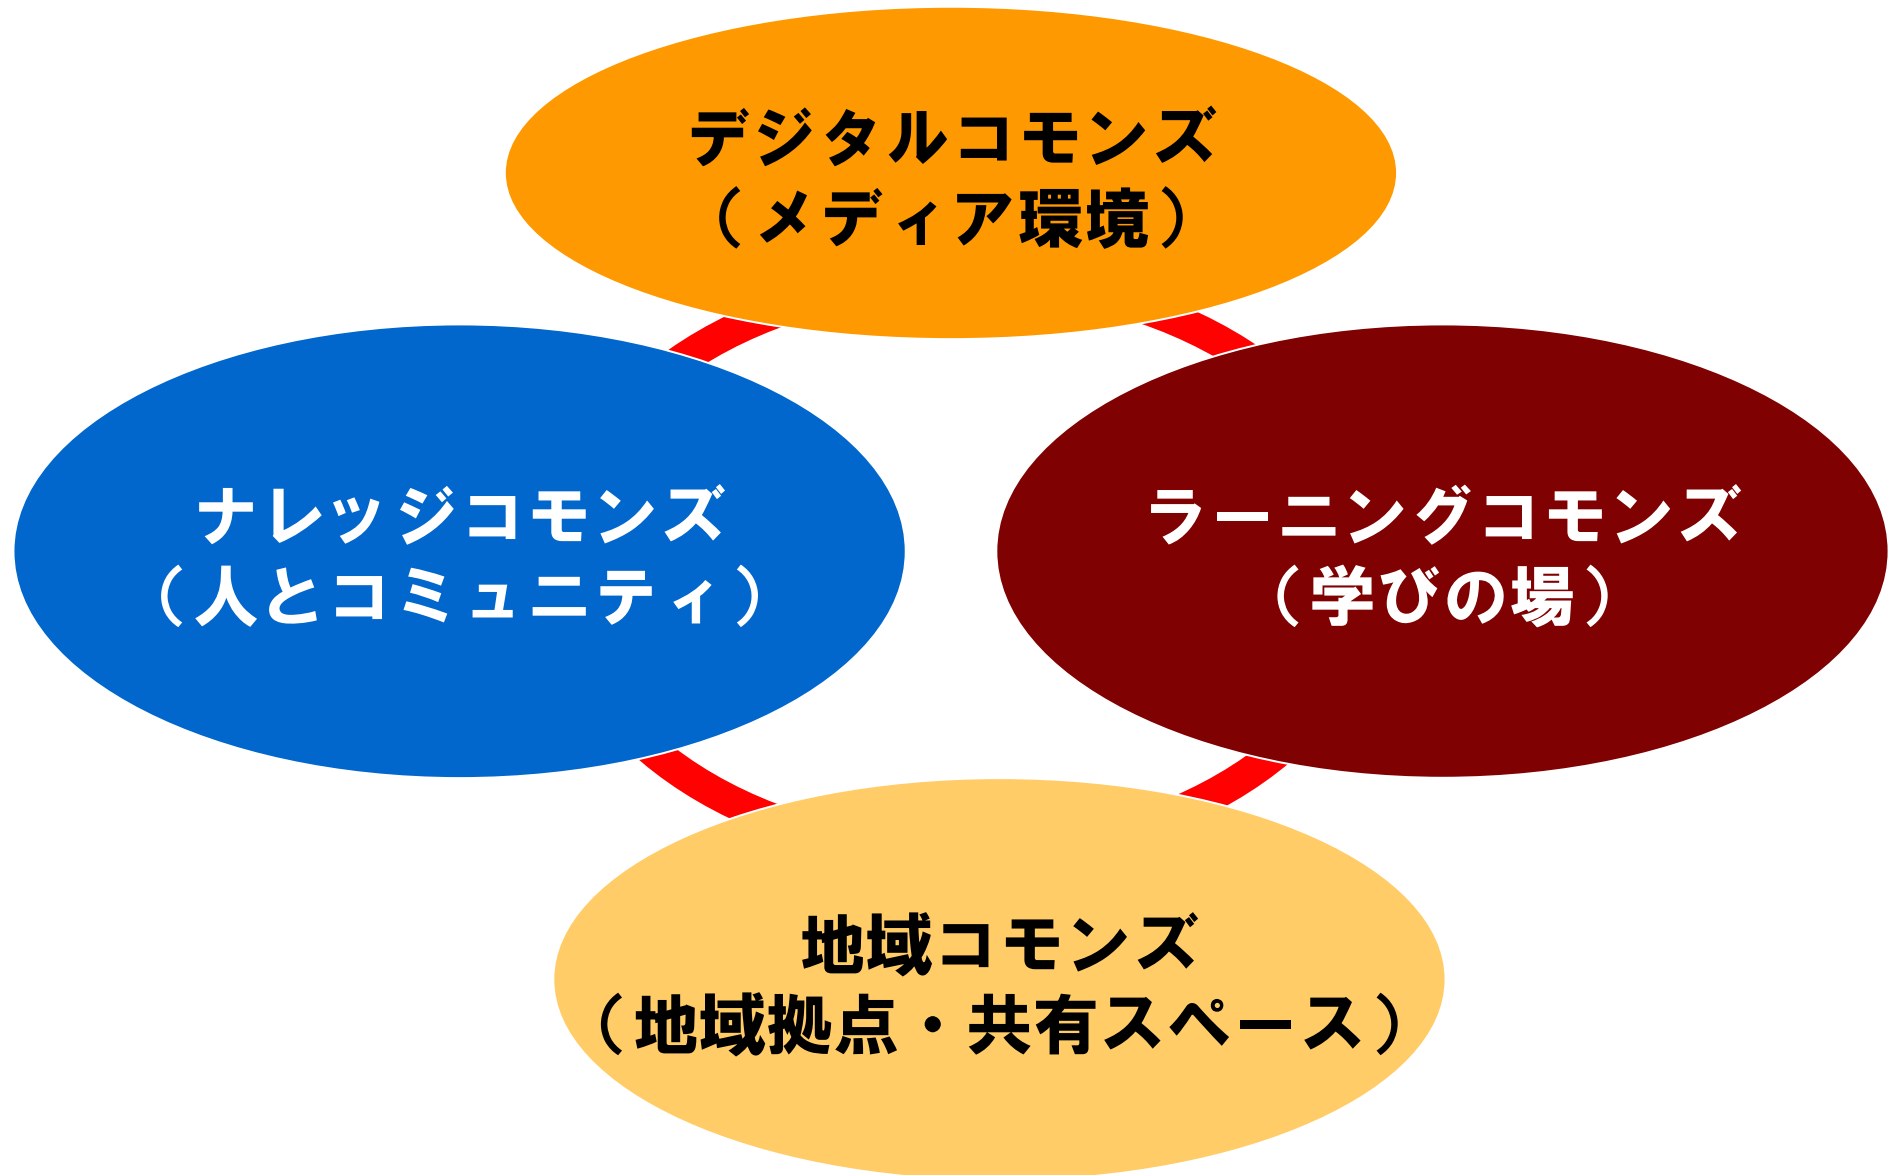 デジタルコモンズ
（メディア環境）
ナレッジコモンズ
（人とコミュニティ）
ラーニングコモンズ
（学びの場）
地域コモンズ
（地域拠点・共有スペース）